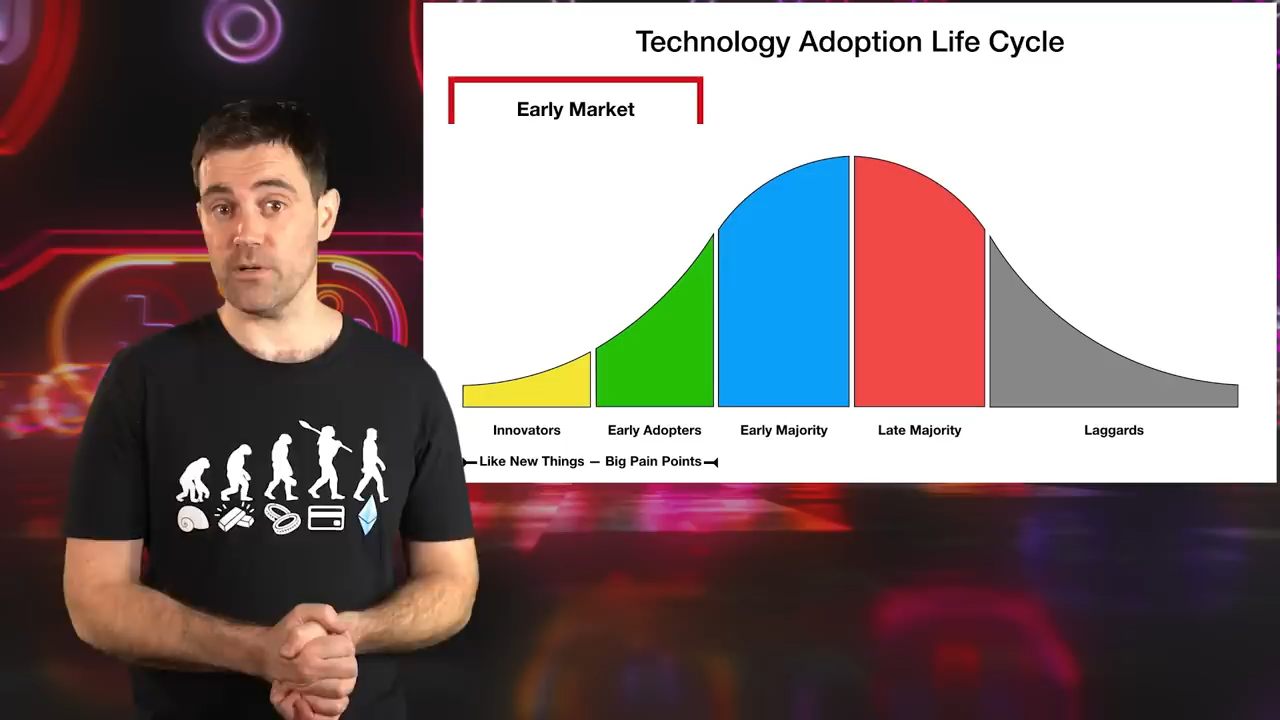 Technology Adoption Life Cycle
Early Market
Innovators
Early Adopters
Early Majority
Late Majority
Laggards
Like New Things — Big Pain Points